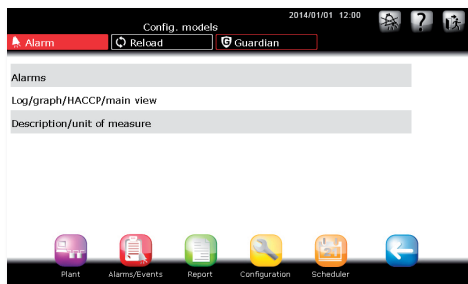 2014/01/01 12:00
Config. models
?
Alarm Reload G Guardian
Alarms
Log/graph/HACCP/main view
Description/unit of measure
Plant Alarms/Events Report Configuration Scheduler